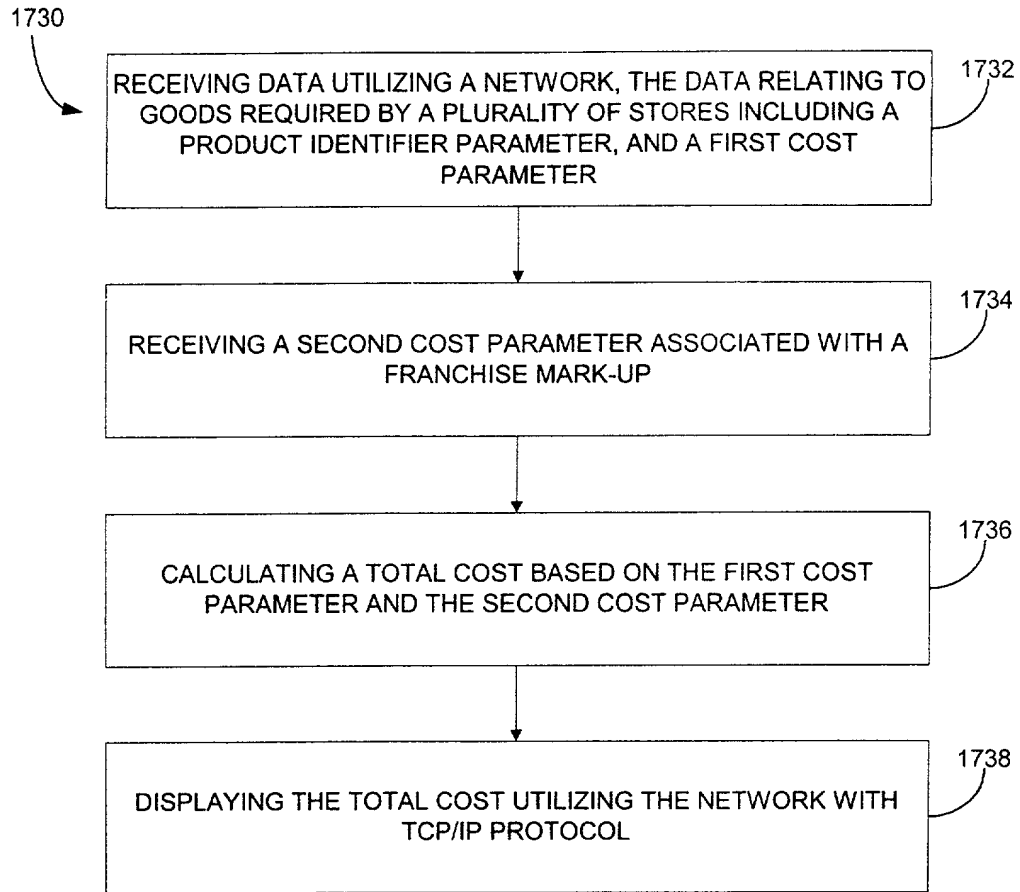 1730
RECEIVING DATA UTILIZING A NETWORK, THE DATA RELATING TO
GOODS REQUIRED BY A PLURALITY OF STORES INCLUDING A
PRODUCT IDENTIFIER PARAMETER, AND A FIRST COST
PARAMETER
1732
RECEIVING A SECOND COST PARAMETER ASSOCIATED WITH A
FRANCHISE MARK-UP
1734
CALCULATING A TOTAL COST BASED ON THE FIRST COST
PARAMETER AND THE SECOND COST PARAMETER
1736
DISPLAYING THE TOTAL COST UTILIZING THE NETWORK WITH
TCP/IP PROTOCOL
1738